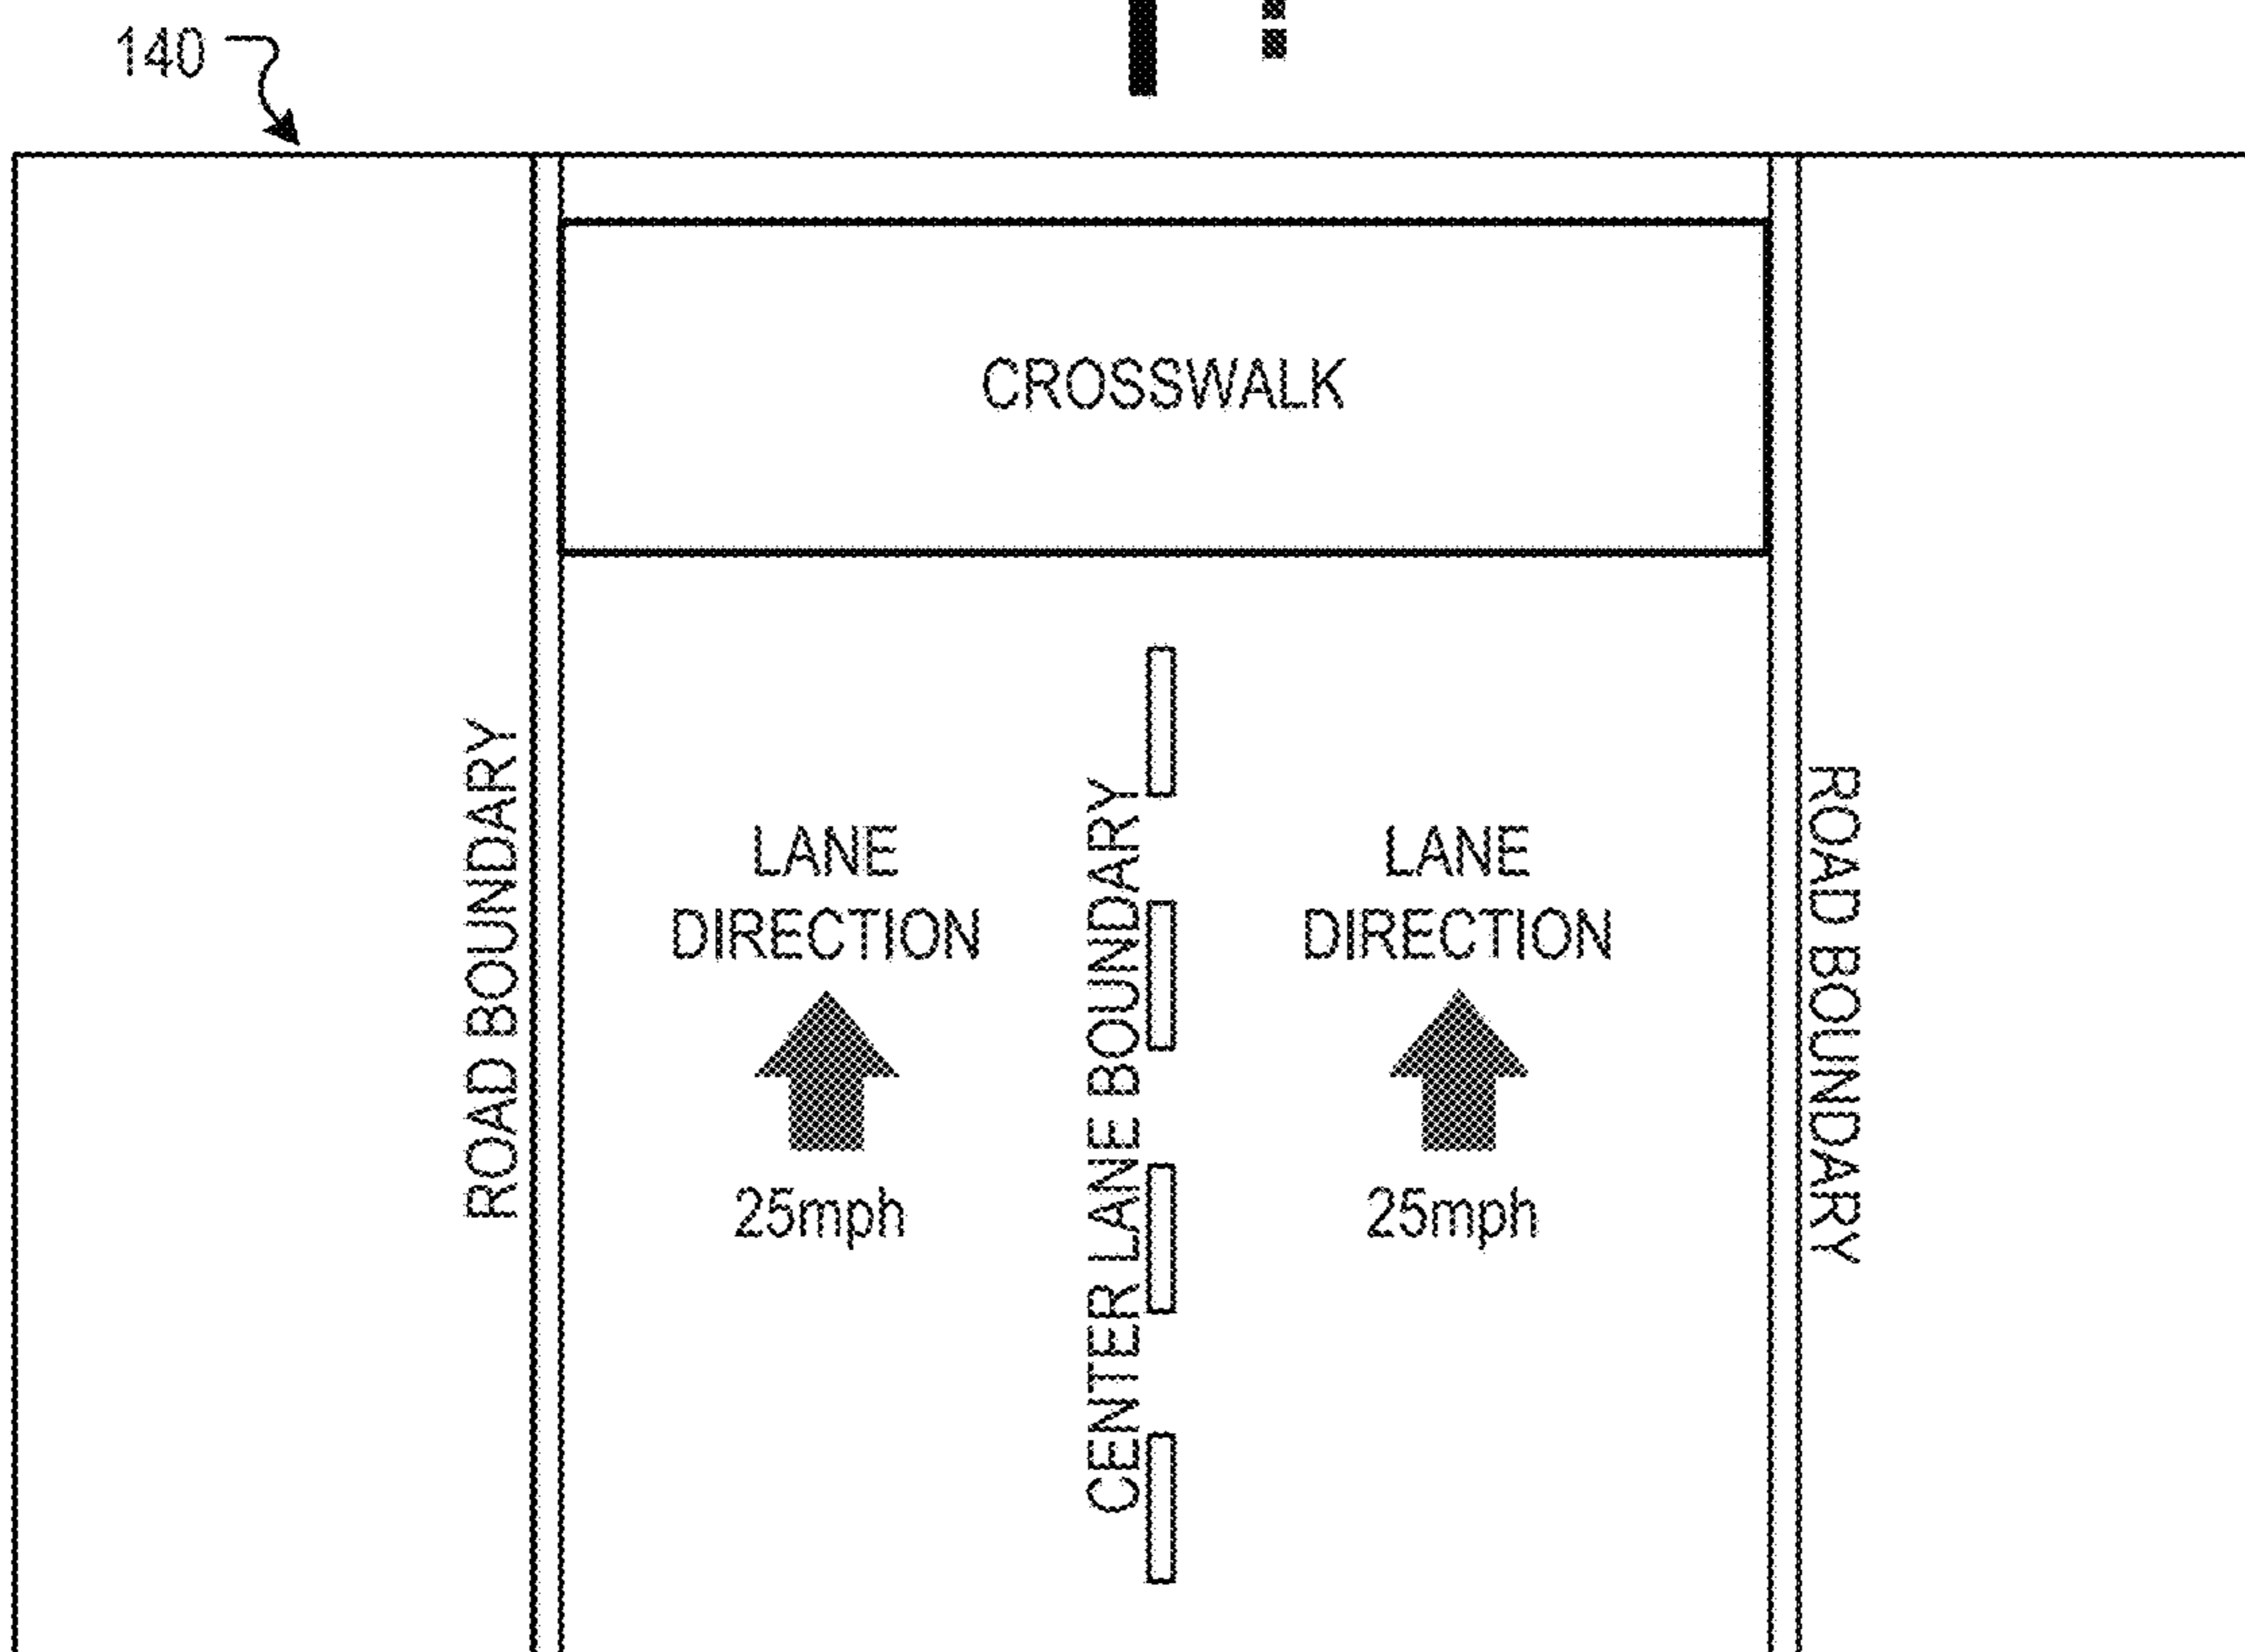 140
CROSSWALK
ROAD BOUNDARY
LANE
DIRECTION
25mph
CENTER LANE BOUNDARY
LANE
DIRECTION
25mph
ROAD BOUNDARY